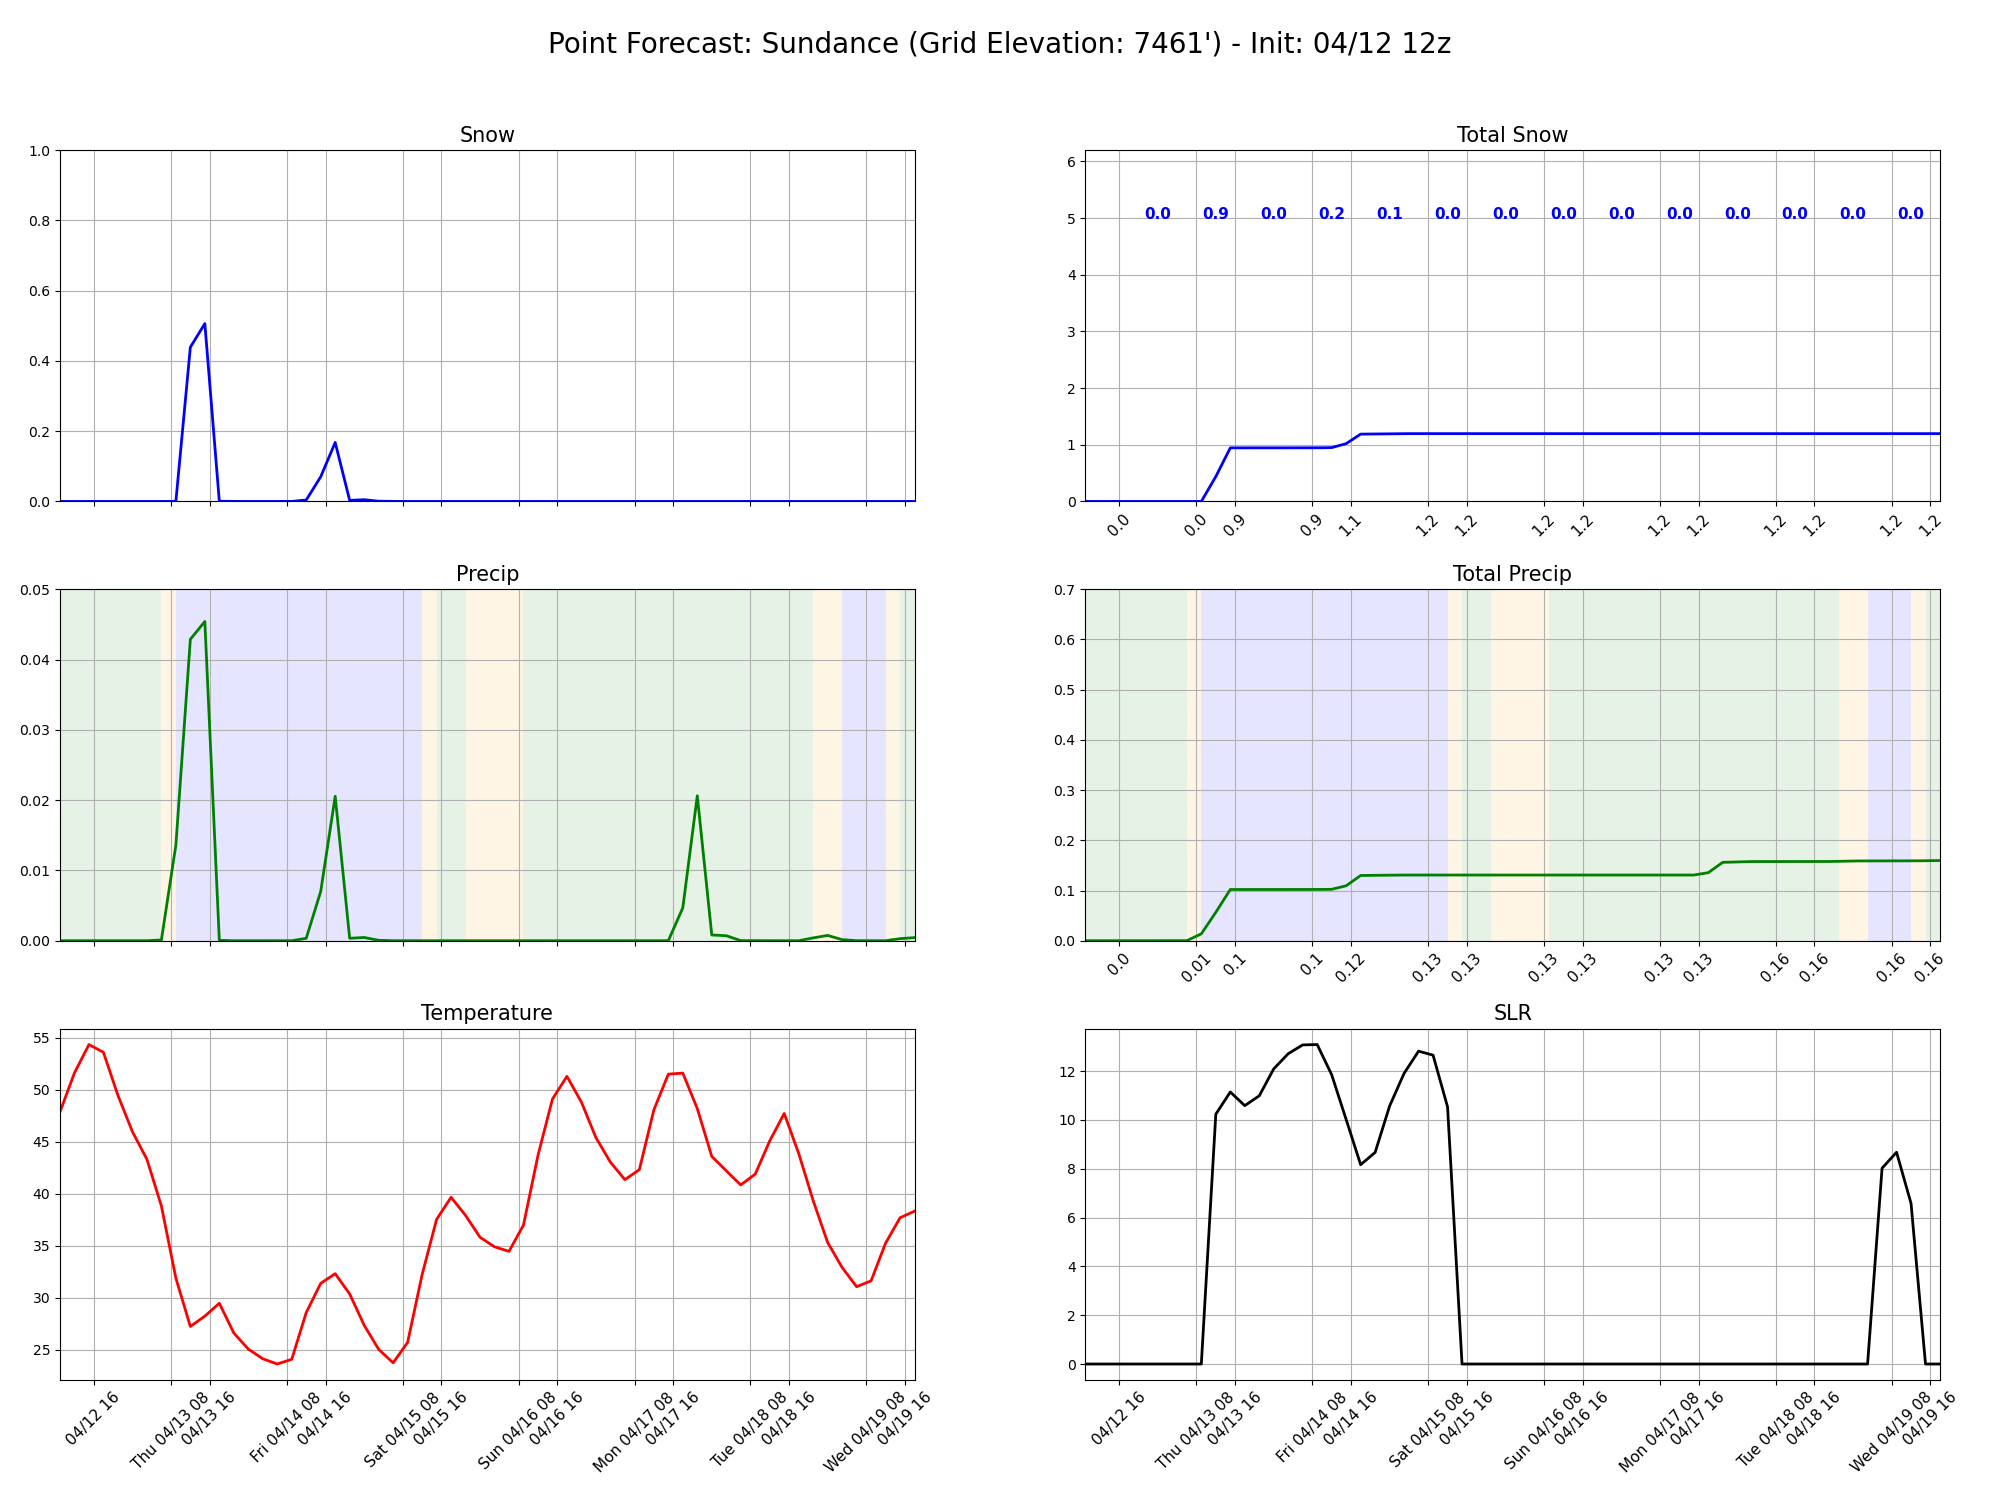 Point Forecast: Sundance (Grid Elevation: 7461') - Init: 04/12 12z
Snow
1.0
0.8
0.6
0.4
0.2
0.0
Total Snow
6
5
4
3
2
1
0
0.0 0.9 0.0 0.2 0.1 0.0 0.0 0.0 0.0 0.0 0.0 0.0 0.0 0.0
0.0 0.0 0.9 0.9 1.1 1.2 1.2 1.2 1.2 1.2 1.2 1.2 1.2 1.2 1.2
Precip
0.05
0.04
0.03
0.02
0.01
0.00
Total Precip
0.7
0.6
0.5
0.4
0.3
0.2
0.1
0.0
0.0 0.01 0.1 0.1 0.12 0.13 0.13 0.13 0.13 0.13 0.13 0.16 0.16 0.16 0.16
Temperature
55
50
45
40
35
30
25
04/12 16
Thu 04/13 08
04/13 16
Fri 04/14 08
04/14 16
Sat 04/15 08
04/15 16
Sun 04/16 08
04/16 16
Mon 04/17 08
04/17 16
Tue 04/18 08
04/18 16
Wed 04/19 08
04/19 16
SLR
12
10
8
6
4
2
0
04/12 16
Thu 04/13 08
04/13 16
Fri 04/14 08
04/14 16
Sat 04/15 08
04/15 16
Sun 04/16 08
04/16 16
Mon 04/17 08
04/17 16
Tue 04/18 08
04/18 16
Wed 04/19 08
04/19 16